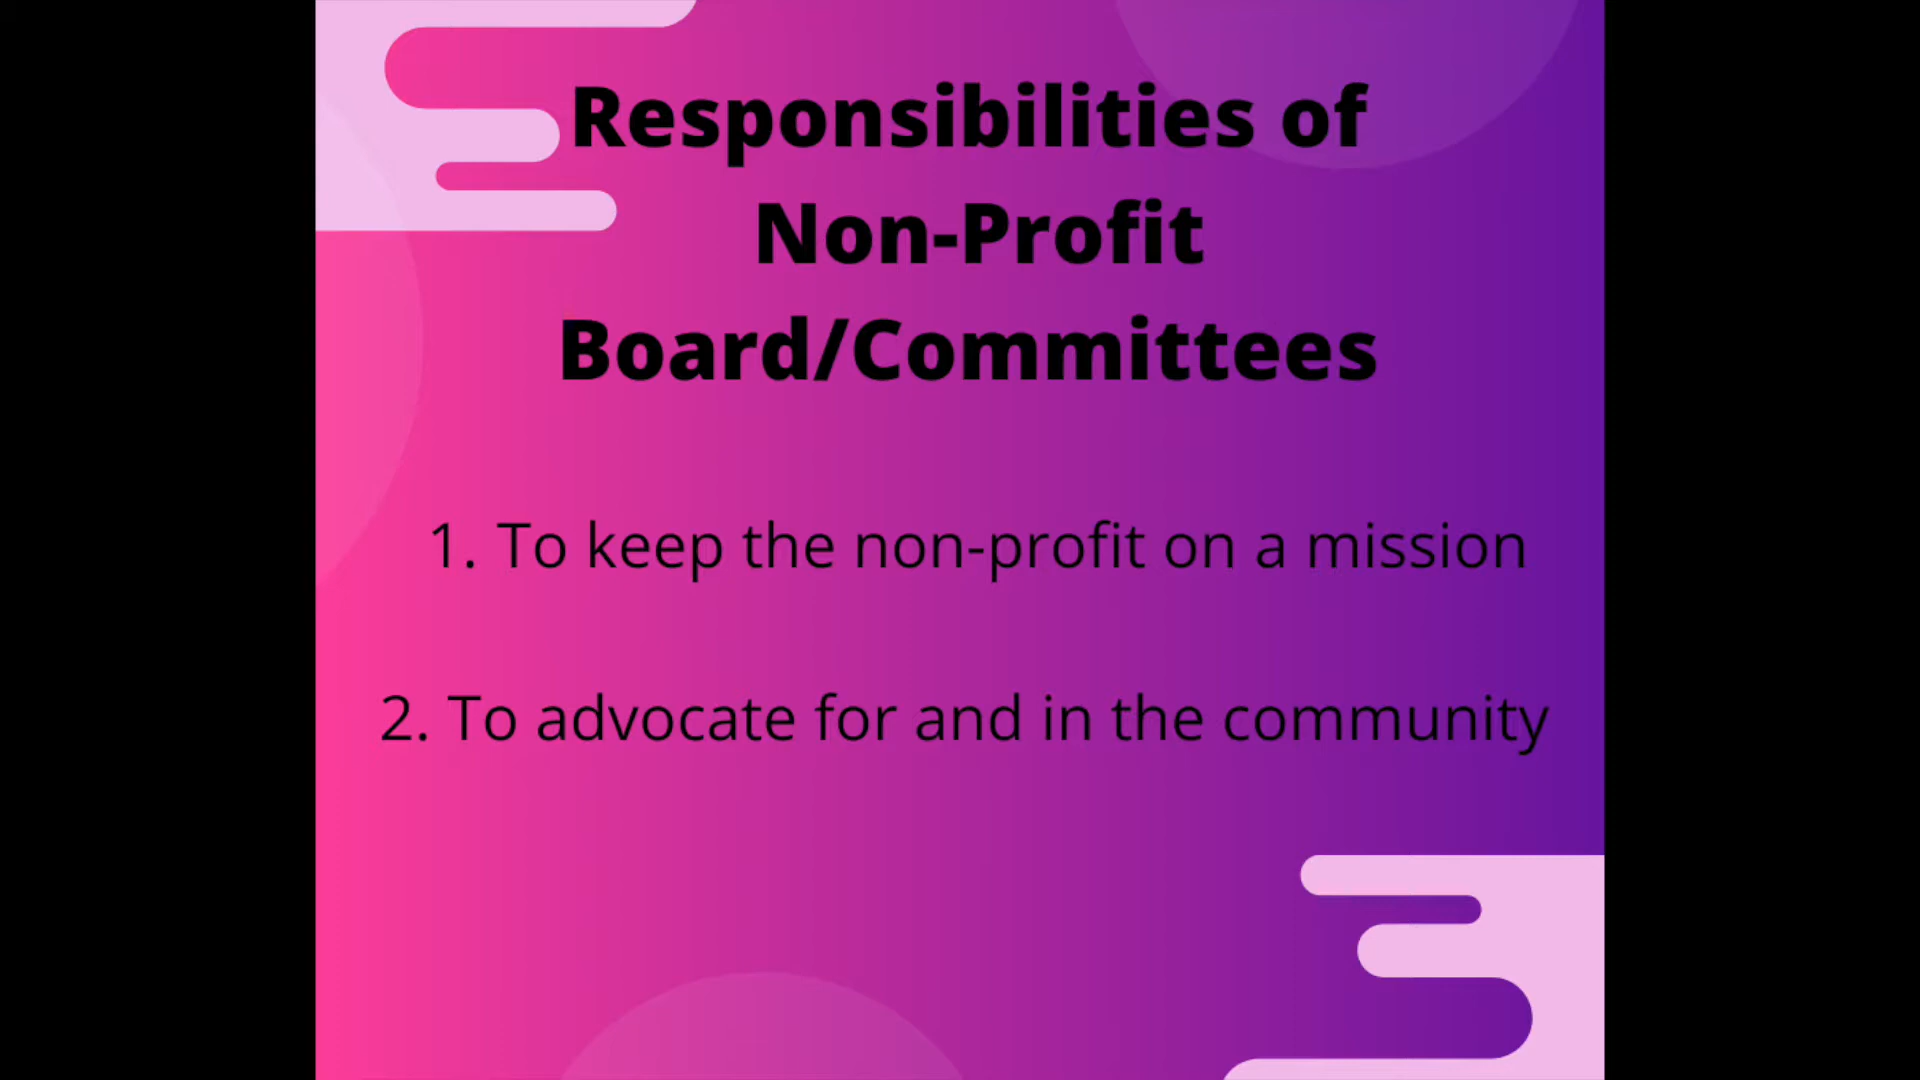 Responsibilities of
Non-Profit
Board/Committees
1. To keep the non-profit on a mission
2. To advocate for and in the community